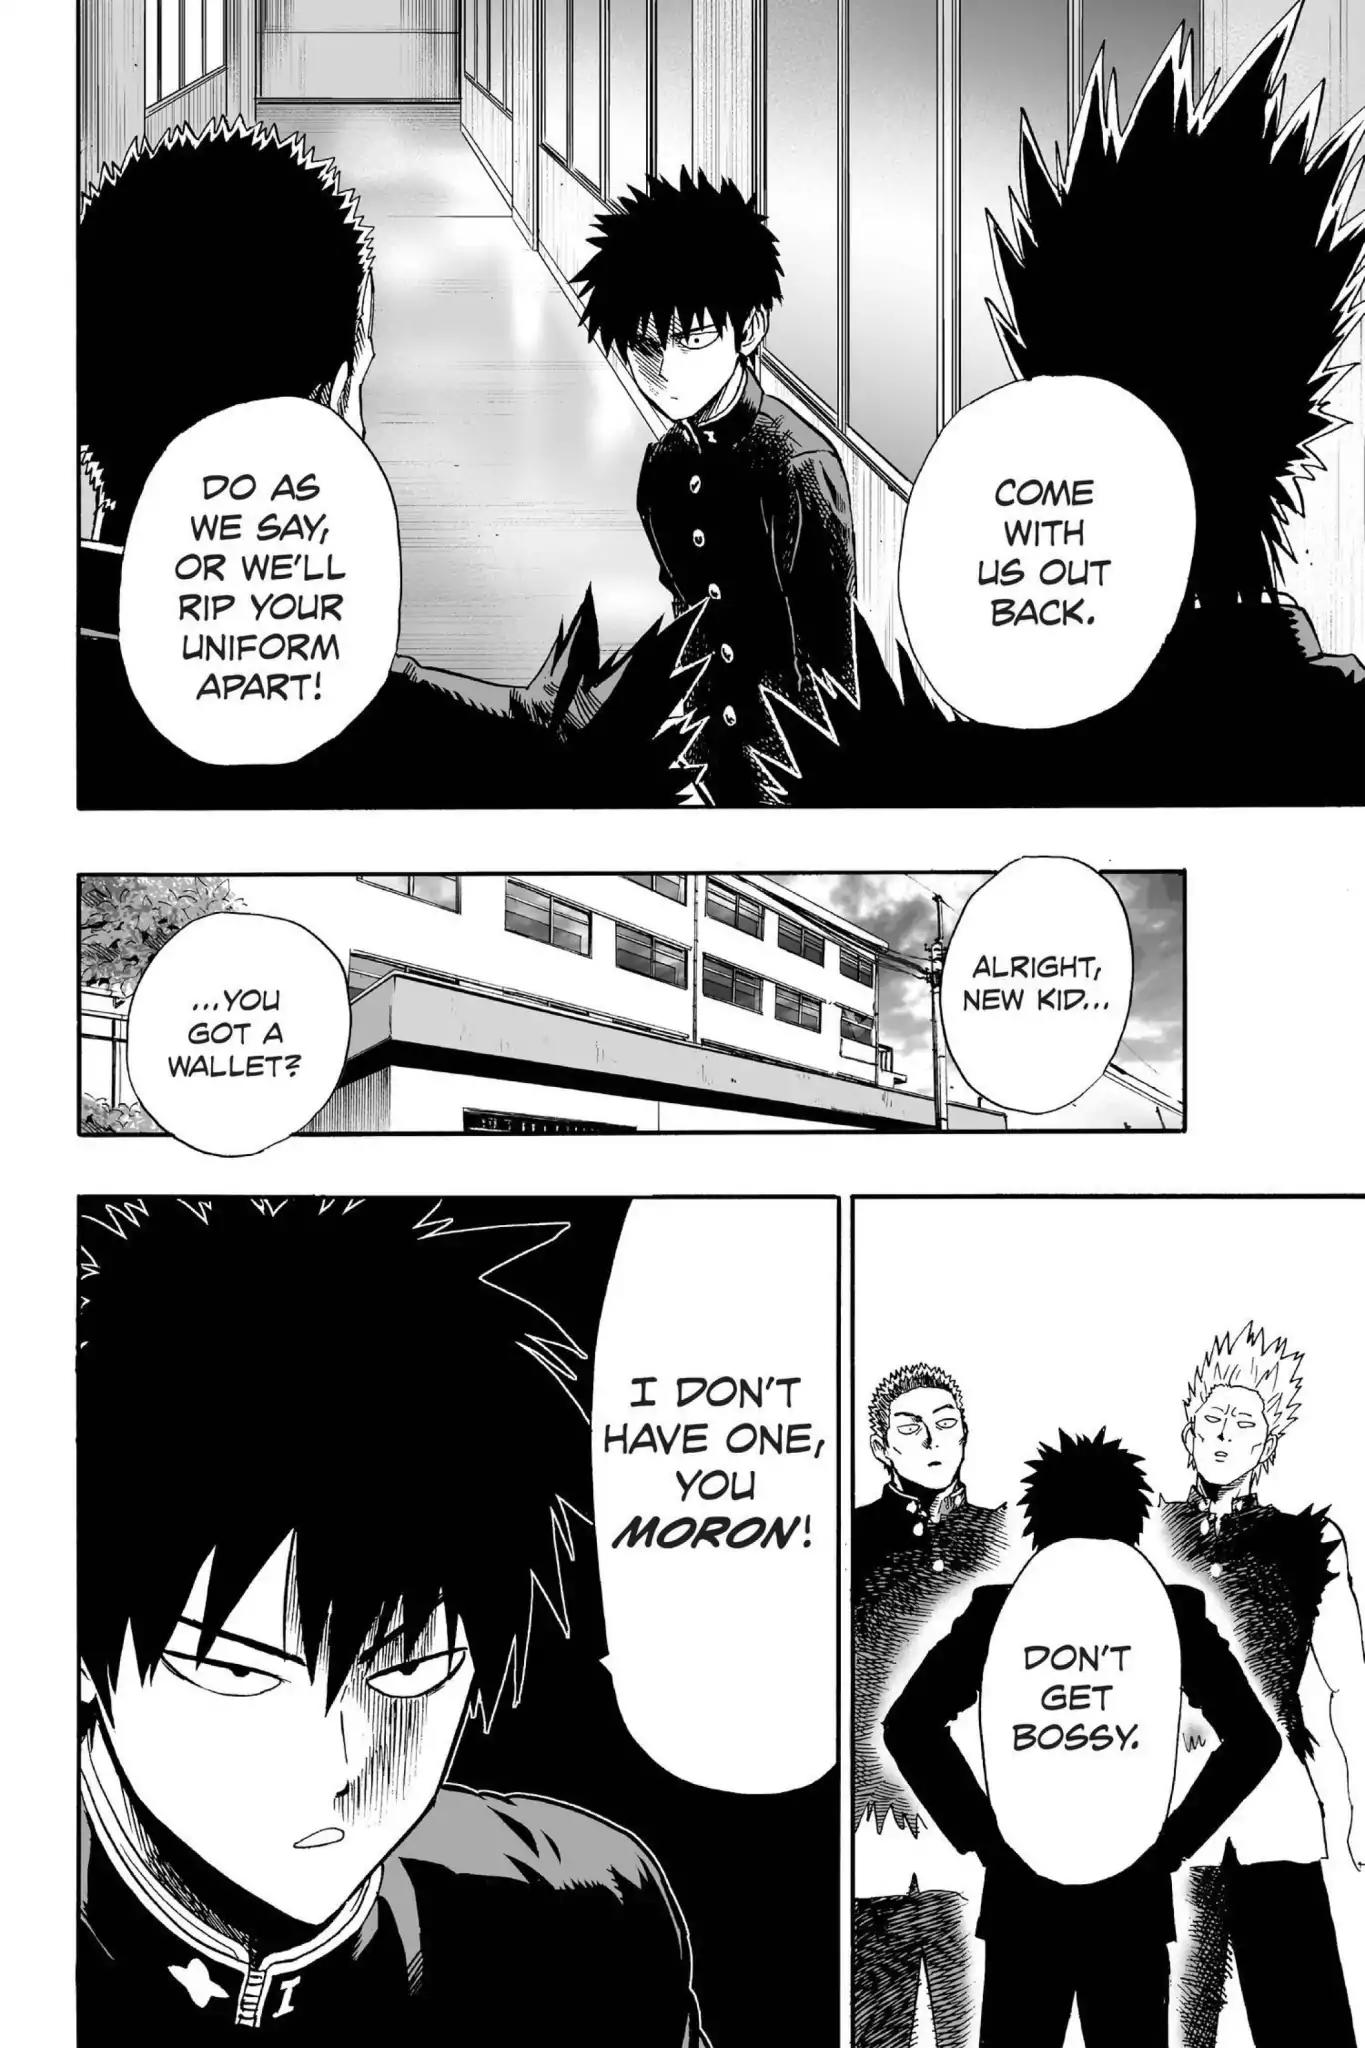 COME
WITH
US OUT
BACK.
DO AS
WE SAY,
OR WE'LL
RIP YOUR
UNIFORM
APART!
ALRIGHT,
NEW KID...
...YOU
GOT A
WALLET?
DON'T
GET
BOSSY.
I DON'T
HAVE ONE,
YOU
MORON!
I
I